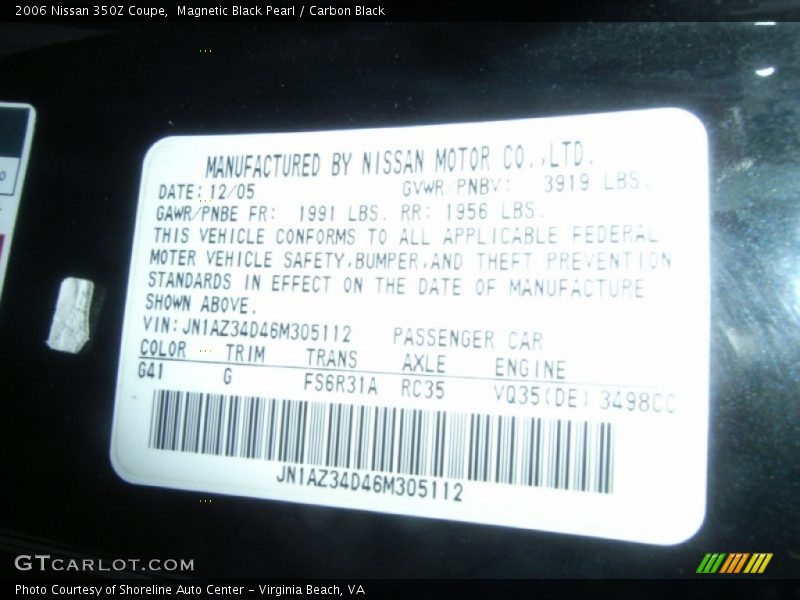 2006 Nissan 350Z Coupe,  Magnetic Black Pearl / Carbon Black
MANUFACTURED BY NISSAN MOTOR CO.,LTD.
DATE:12/05 GVWR/PNBV: 3919 LBS.
GAWR/PNBE FR: 1991 LBS. RR: 1956 LBS.
THIS VEHICLE CONFORMS TO ALL APPLICABLE FEDERAL
MOTER VEHICLE SAFETY,BUMPER,AND THEFT PREVENTION
STANDARDS IN EFFECT ON THE DATE OF MANUFACTURE
SHOWN ABOVE.
VIN:JN1AZ34D46M305112 PASSENGER CAR
COLOR TRIM TRANS AXLE ENGINE
G41 G FS6R31A RC35 VQ35(DE) 3498CC
JN1AZ34D46M305112
GTCARLOT.COM
Photo Courtesy of Shoreline Auto Center - Virginia Beach, VA